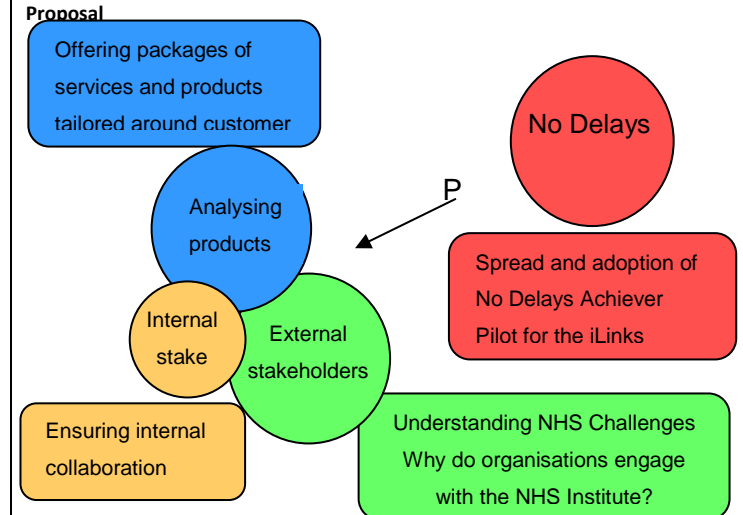 Proposal
Offering packages of
services and products
tailored around customer
No Delays
P
Analysing
products
Spread and adoption of
No Delays Achiever
Pilot for the iLinks
Internal
stake
External
stakeholders
Ensuring internal
collaboration
Understanding NHS Challenges
Why do organisations engage
with the NHS Institute?